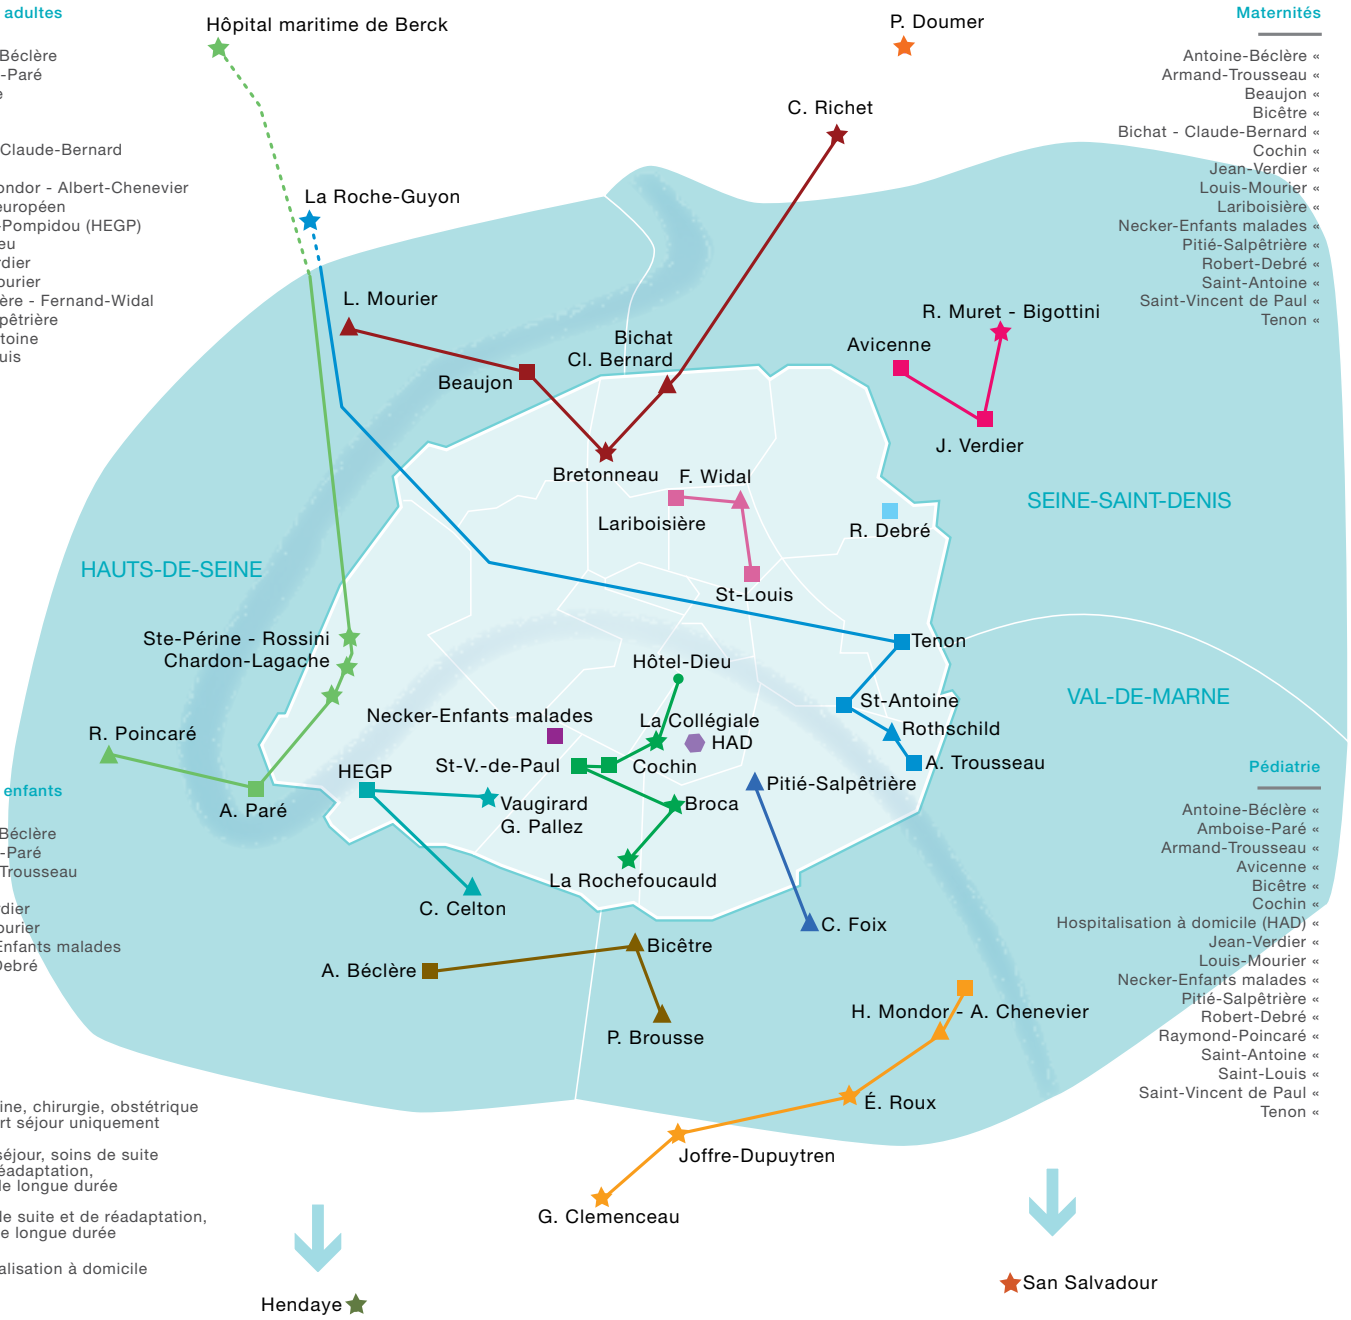 adultes
Béclère
-Paré
e
Claude-Bernard
ondor - Albert-Chenevier
européen
-Pompidou (HEGP)
eu
rdier
ourier
ère - Fernand-Widal
pêtrière
toine
uis
Hôpital maritime de Berck
P. Doumer
C. Richet
La Roche-Guyon
L. Mourier
Bichat
Cl. Bernard
Beaujon
Bretonneau
R. Muret - Bigottini
Avicenne
J. Verdier
F. Widal
Lariboisière
St-Louis
R. Debré
SEINE-SAINT-DENIS
HAUTS-DE-SEINE
VAL-DE-MARNE
Ste-Périne - Rossini
Chardon-Lagache
R. Poincaré
A. Paré
Tenon
St-Antoine
Rothschild
A. Trousseau
Hôtel-Dieu
La Collégiale
HAD
Necker-Enfants malades
St-V.-de-Paul
Cochin
HEGP
Vaugirard
G. Pallez
Broca
La Rochefoucauld
Pitié-Salpêtrière
C. Celton
C. Foix
A. Béclère
Bicêtre
P. Brousse
H. Mondor - A. Chenevier
É. Roux
Joffre-Dupuytren
G. Clemenceau
Hendaye
San Salvadour
Maternités
Antoine-Béclère «
Armand-Trousseau «
Beaujon «
Bicêtre «
Bichat - Claude-Bernard «
Cochin «
Jean-Verdier «
Louis-Mourier «
Lariboisière «
Necker-Enfants malades «
Pitié-Salpêtrière «
Robert-Debré «
Saint-Antoine «
Saint-Vincent de Paul «
Tenon «
enfants
Béclère
-Paré
Trousseau
rdier
ourier
Enfants malades
Debré
Pédiatrie
Antoine-Béclère «
Amboise-Paré «
Armand-Trousseau «
Avicenne «
Bicêtre «
Cochin «
Hospitalisation à domicile (HAD) «
Jean-Verdier «
Louis-Mourier «
Necker-Enfants malades «
Pitié-Salpêtrière «
Robert-Debré «
Raymond-Poincaré «
Saint-Antoine «
Saint-Louis «
Saint-Vincent de Paul «
Tenon «
ine, chirurgie, obstétrique
rt séjour uniquement
séjour, soins de suite
éadaptation,
de longue durée
de suite et de réadaptation,
e longue durée
alisation à domicile